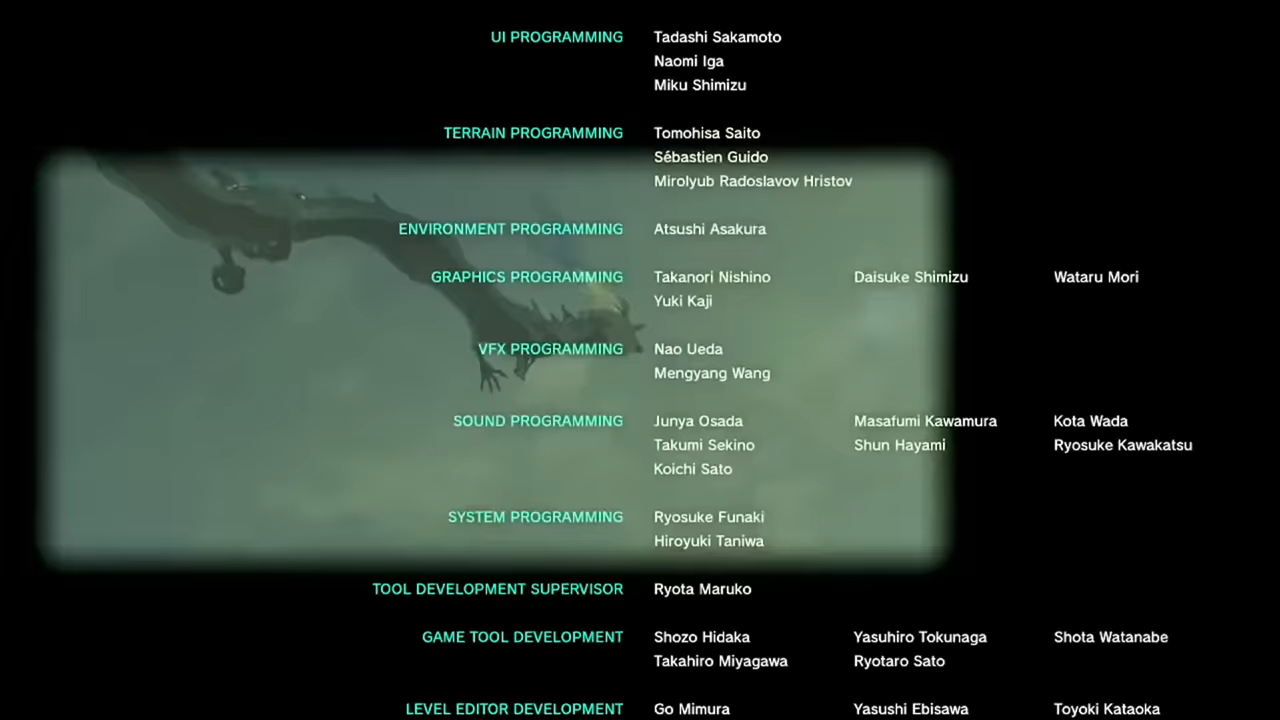 UI PROGRAMMING Tadashi Sakamoto
Naomi Iga
Miku Shimizu
TERRAIN PROGRAMMING Tomohisa Saito
Sébastien Guido
Mirolyub Radoslavov Hristov
ENVIRONMENT PROGRAMMING Atsushi Asakura
GRAPHICS PROGRAMMING Takanori Nishino Daisuke Shimizu Wataru Mori
Yuki Kaji
VFX PROGRAMMING Nao Ueda
Mengyang Wang
SOUND PROGRAMMING Junya Osada Masafumi Kawamura Kota Wada
Takumi Sekino Shun Hayami Ryosuke Kawakatsu
Koichi Sato
SYSTEM PROGRAMMING Ryosuke Funaki
Hiroyuki Taniwa
TOOL DEVELOPMENT SUPERVISOR Ryota Maruko
GAME TOOL DEVELOPMENT Shozo Hidaka Yasuhiro Tokunaga Shota Watanabe
Takahiro Miyagawa Ryotaro Sato
LEVEL EDITOR DEVELOPMENT Go Mimura Yasushi Ebisawa Toyoki Kataoka